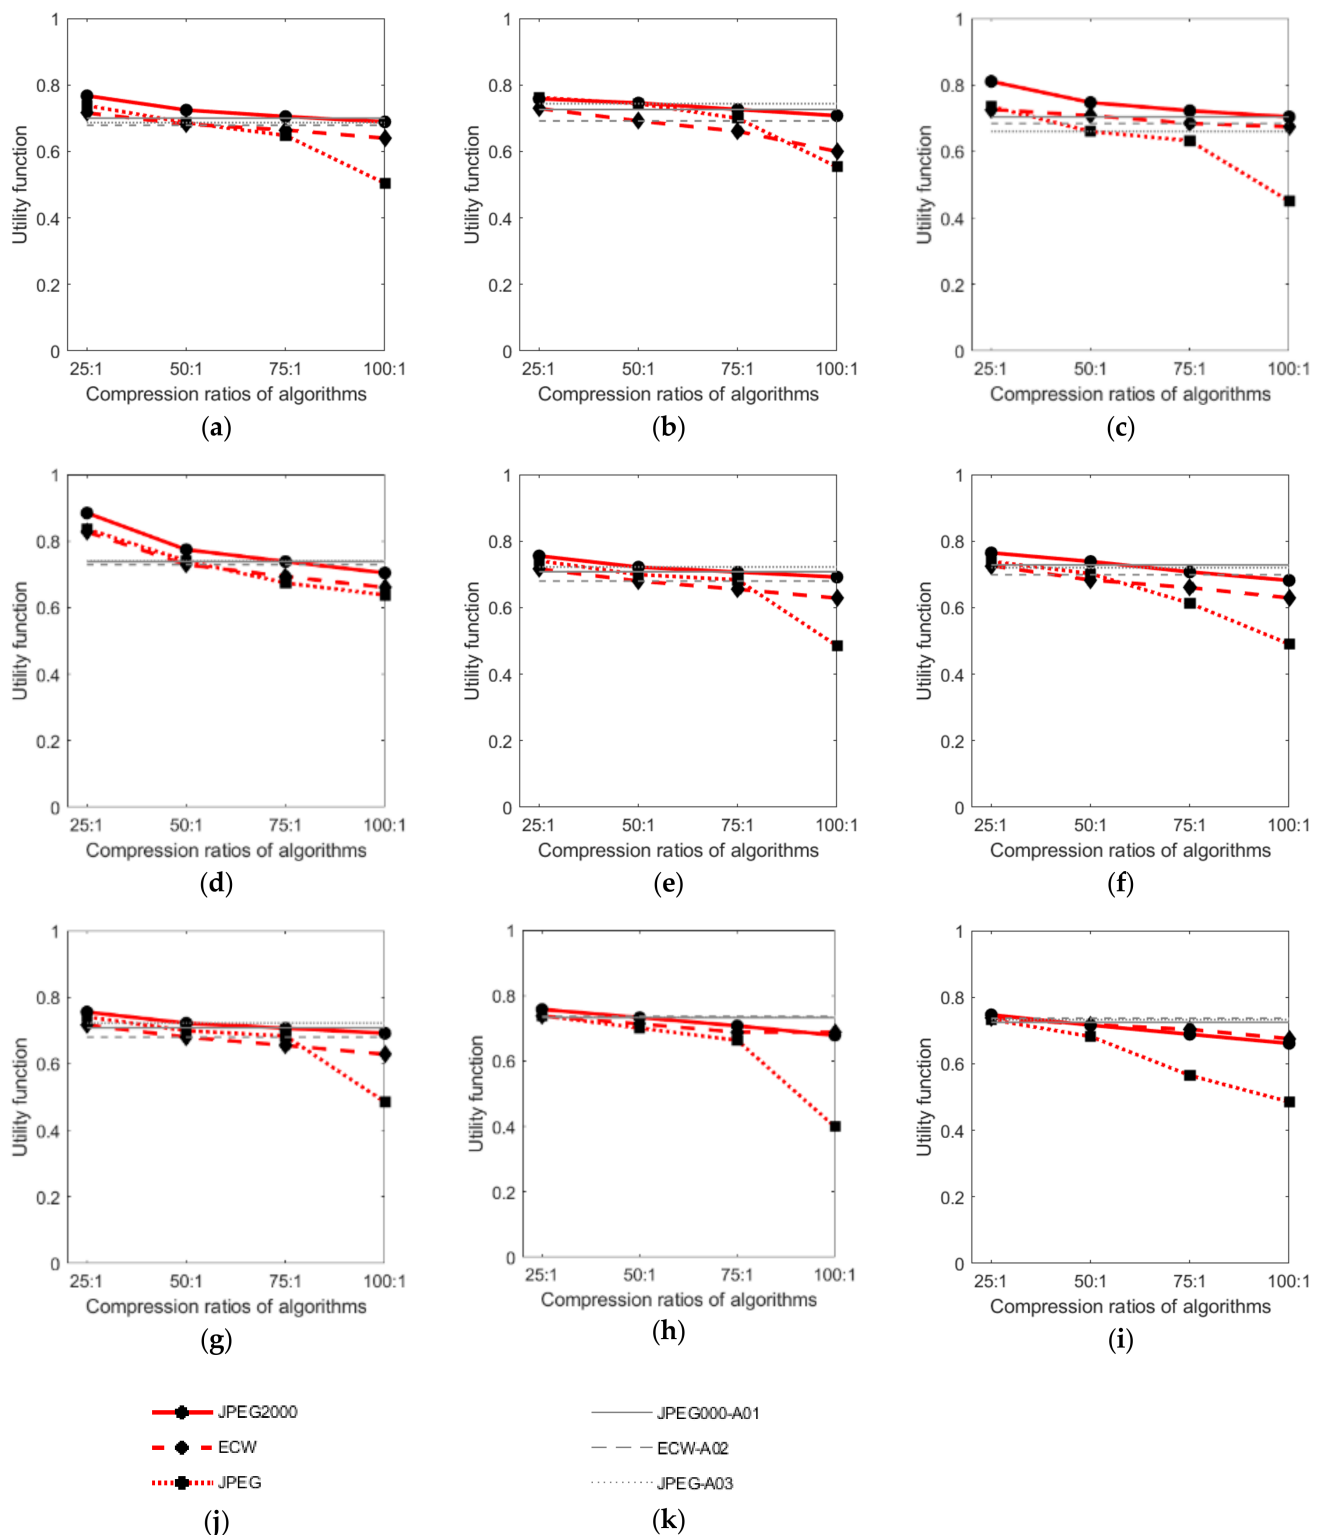 1
0.8
0.6
0.4
0.2
0
Utility function
25:1 50:1 75:1 100:1
Compression ratios of algorithms
(a)
1
0.8
0.6
0.4
0.2
0
Utility function
25:1 50:1 75:1 100:1
Compression ratios of algorithms
(b)
1
0.8
0.6
0.4
0.2
0
Utility function
25:1 50:1 75:1 100:1
Compression ratios of algorithms
(c)
1
0.8
0.6
0.4
0.2
0
Utility function
25:1 50:1 75:1 100:1
Compression ratios of algorithms
(d)
1
0.8
0.6
0.4
0.2
0
Utility function
25:1 50:1 75:1 100:1
Compression ratios of algorithms
(e)
1
0.8
0.6
0.4
0.2
0
Utility function
25:1 50:1 75:1 100:1
Compression ratios of algorithms
(f)
1
0.8
0.6
0.4
0.2
0
Utility function
25:1 50:1 75:1 100:1
Compression ratios of algorithms
(g)
1
0.8
0.6
0.4
0.2
0
Utility function
25:1 50:1 75:1 100:1
Compression ratios of algorithms
(h)
1
0.8
0.6
0.4
0.2
0
Utility function
25:1 50:1 75:1 100:1
Compression ratios of algorithms
(i)
JPEG2000
ECW
JPEG
(j)
JPEG000-A01
ECW-A02
JPEG-A03
(k)